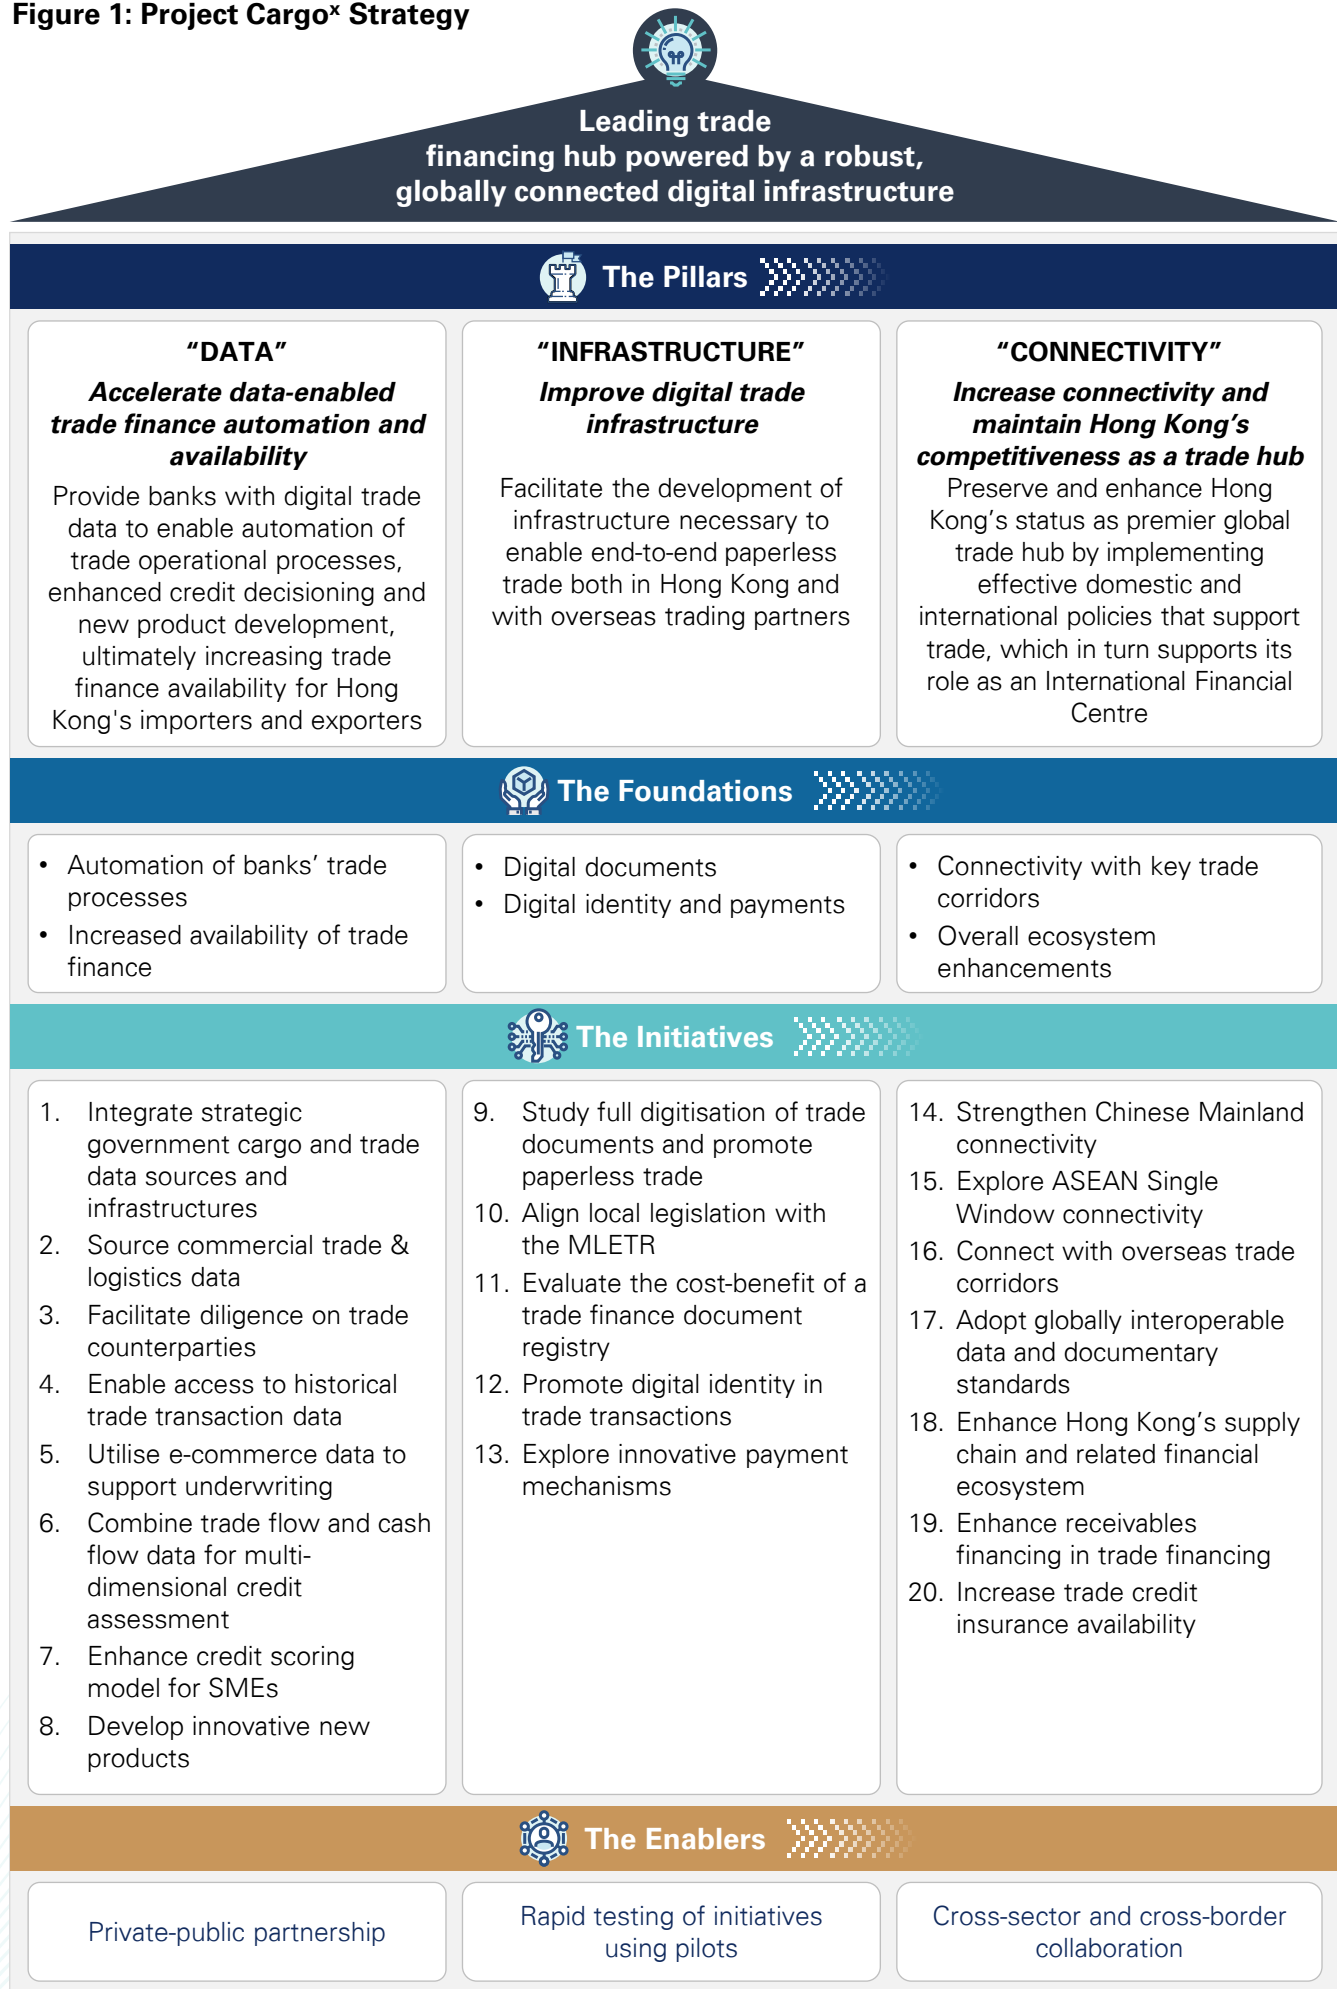 Figure 1: Project Cargoˣ Strategy
Leading trade
financing hub powered by a robust,
globally connected digital infrastructure
The Pillars
“DATA”
Accelerate data-enabled
trade finance automation and
availability
Provide banks with digital trade
data to enable automation of
trade operational processes,
enhanced credit decisioning and
new product development,
ultimately increasing trade
finance availability for Hong
Kong's importers and exporters
“INFRASTRUCTURE”
Improve digital trade
infrastructure
Facilitate the development of
infrastructure necessary to
enable end-to-end paperless
trade both in Hong Kong and
with overseas trading partners
“CONNECTIVITY”
Increase connectivity and
maintain Hong Kong’s
competitiveness as a trade hub
Preserve and enhance Hong
Kong’s status as premier global
trade hub by implementing
effective domestic and
international policies that support
trade, which in turn supports its
role as an International Financial
Centre
The Foundations
• Automation of banks’ trade
processes
• Increased availability of trade
finance
• Digital documents
• Digital identity and payments
• Connectivity with key trade
corridors
• Overall ecosystem
enhancements
The Initiatives
1. Integrate strategic
government cargo and trade
data sources and
infrastructures
2. Source commercial trade &
logistics data
3. Facilitate diligence on trade
counterparties
4. Enable access to historical
trade transaction data
5. Utilise e-commerce data to
support underwriting
6. Combine trade flow and cash
flow data for multi-
dimensional credit
assessment
7. Enhance credit scoring
model for SMEs
8. Develop innovative new
products
9. Study full digitisation of trade
documents and promote
paperless trade
10. Align local legislation with
the MLETR
11. Evaluate the cost-benefit of a
trade finance document
registry
12. Promote digital identity in
trade transactions
13. Explore innovative payment
mechanisms
14. Strengthen Chinese Mainland
connectivity
15. Explore ASEAN Single
Window connectivity
16. Connect with overseas trade
corridors
17. Adopt globally interoperable
data and documentary
standards
18. Enhance Hong Kong’s supply
chain and related financial
ecosystem
19. Enhance receivables
financing in trade financing
20. Increase trade credit
insurance availability
The Enablers
Private-public partnership
Rapid testing of initiatives
using pilots
Cross-sector and cross-border
collaboration